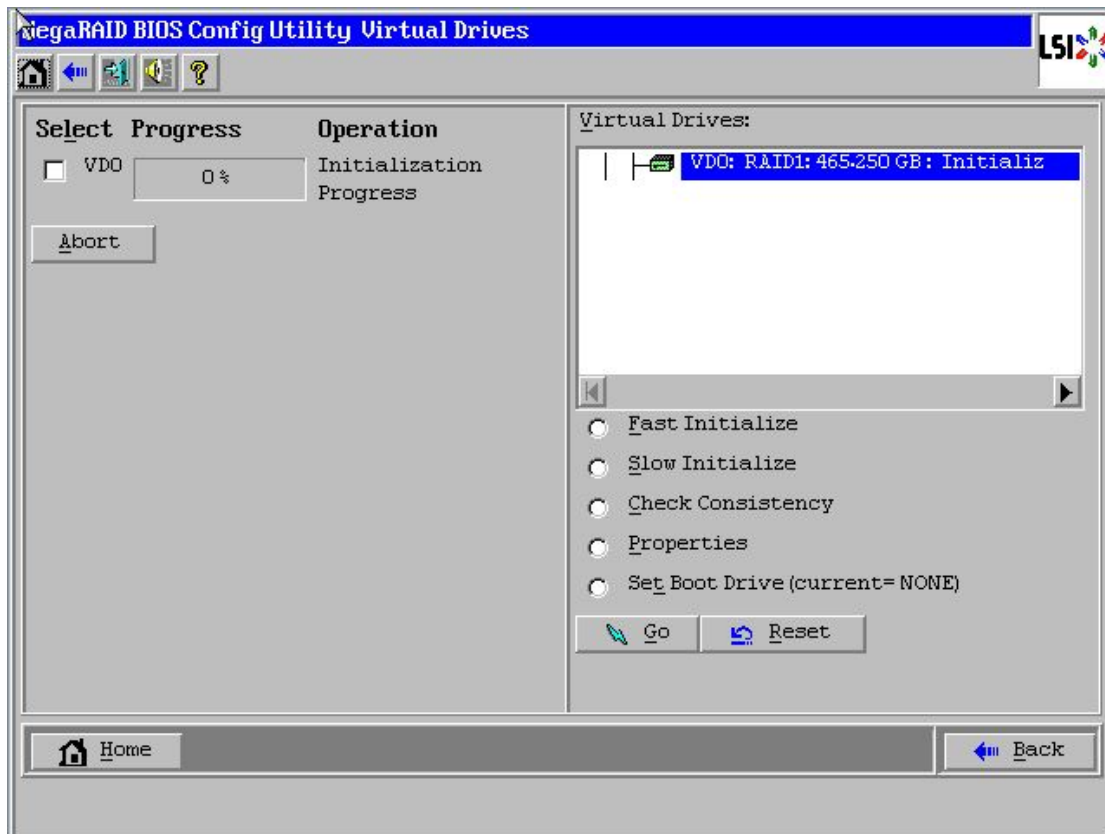 MegaRAID BIOS Config Utility Virtual Drives
LSI
Select Progress Operation
VD0 0 % Initialization
Progress
Abort
Virtual Drives:
VD0: RAID1: 465.250 GB : Initializ
Fast Initialize
Slow Initialize
Check Consistency
Properties
Set Boot Drive (current= NONE)
Go Reset
Home Back